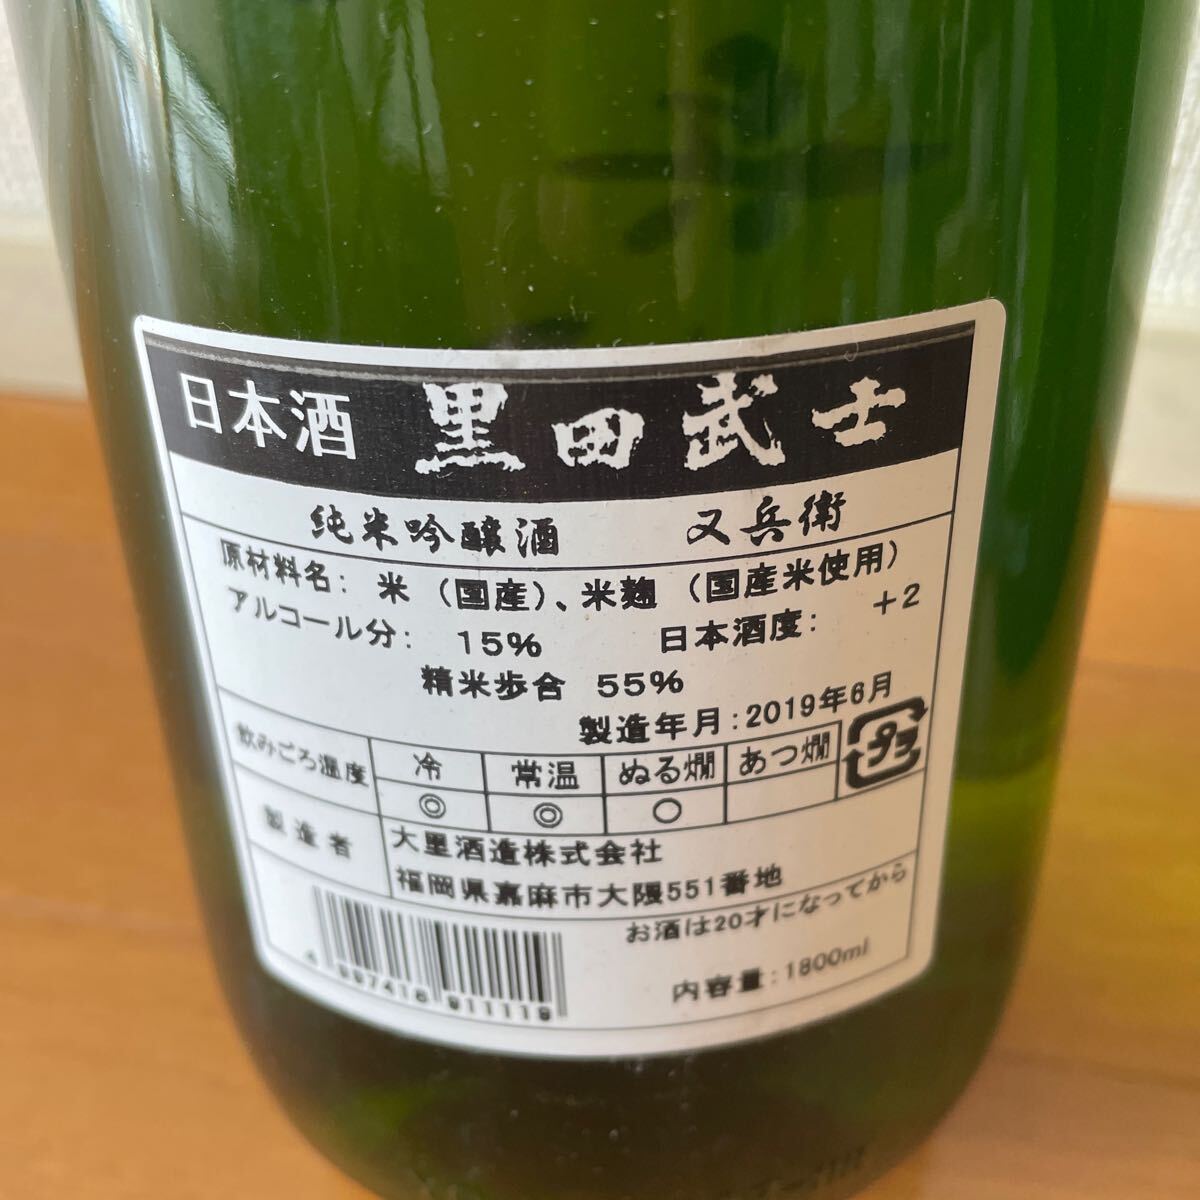 日本酒 黒田武士
純米吟醸酒 又兵衛
原材料名: 米 (国産)、米麹 (国産米使用)
アルコール分: 15% 日本酒度: +2
精米歩合 55%
製造年月:2019年6月
飲みごろ温度 冷 常温 ぬる燗 あつ燗 プラ
◎ ◎ ○
製造者 大里酒造株式会社
福岡県嘉麻市大隈551番地
お酒は20才になってから
内容量:1800ml
4 997418 911119